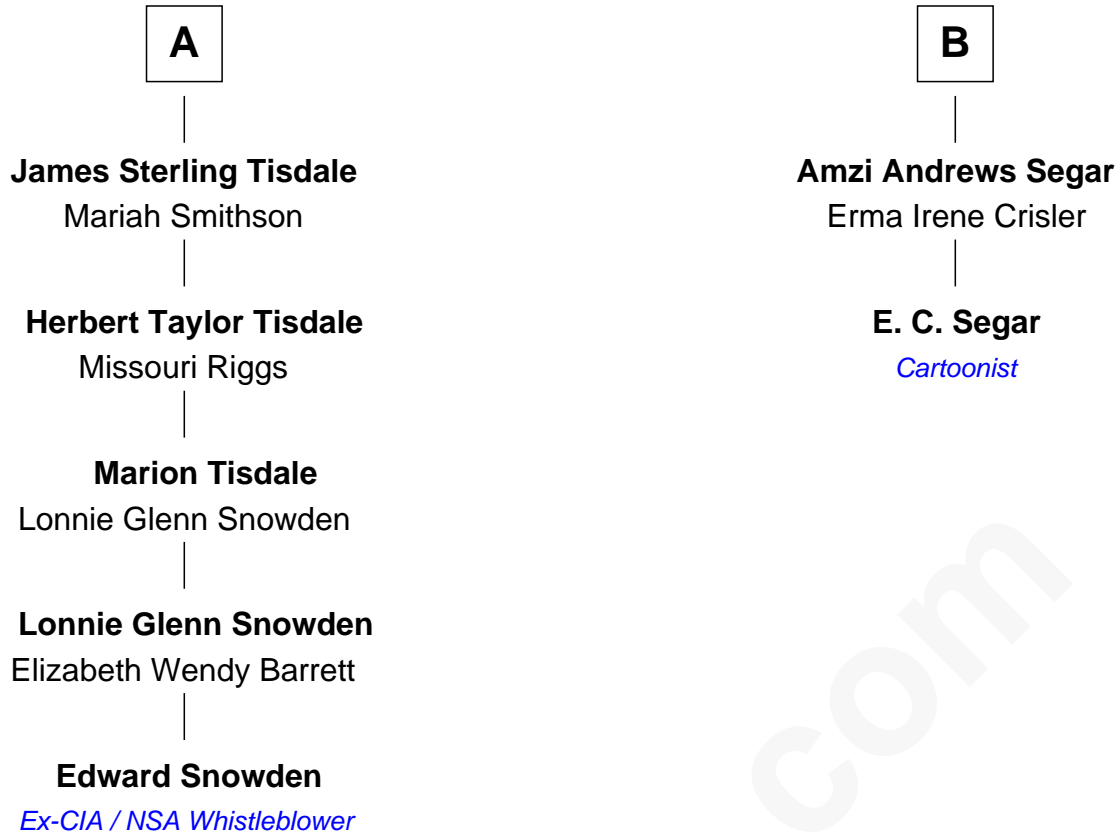 A
James Sterling Tisdale
Mariah Smithson
Herbert Taylor Tisdale
Missouri Riggs
Marion Tisdale
Lonnie Glenn Snowden
Lonnie Glenn Snowden
Elizabeth Wendy Barrett
Edward Snowden
Ex-CIA / NSA Whistleblower
B
Amzi Andrews Segar
Erma Irene Crisler
E. C. Segar
Cartoonist
com